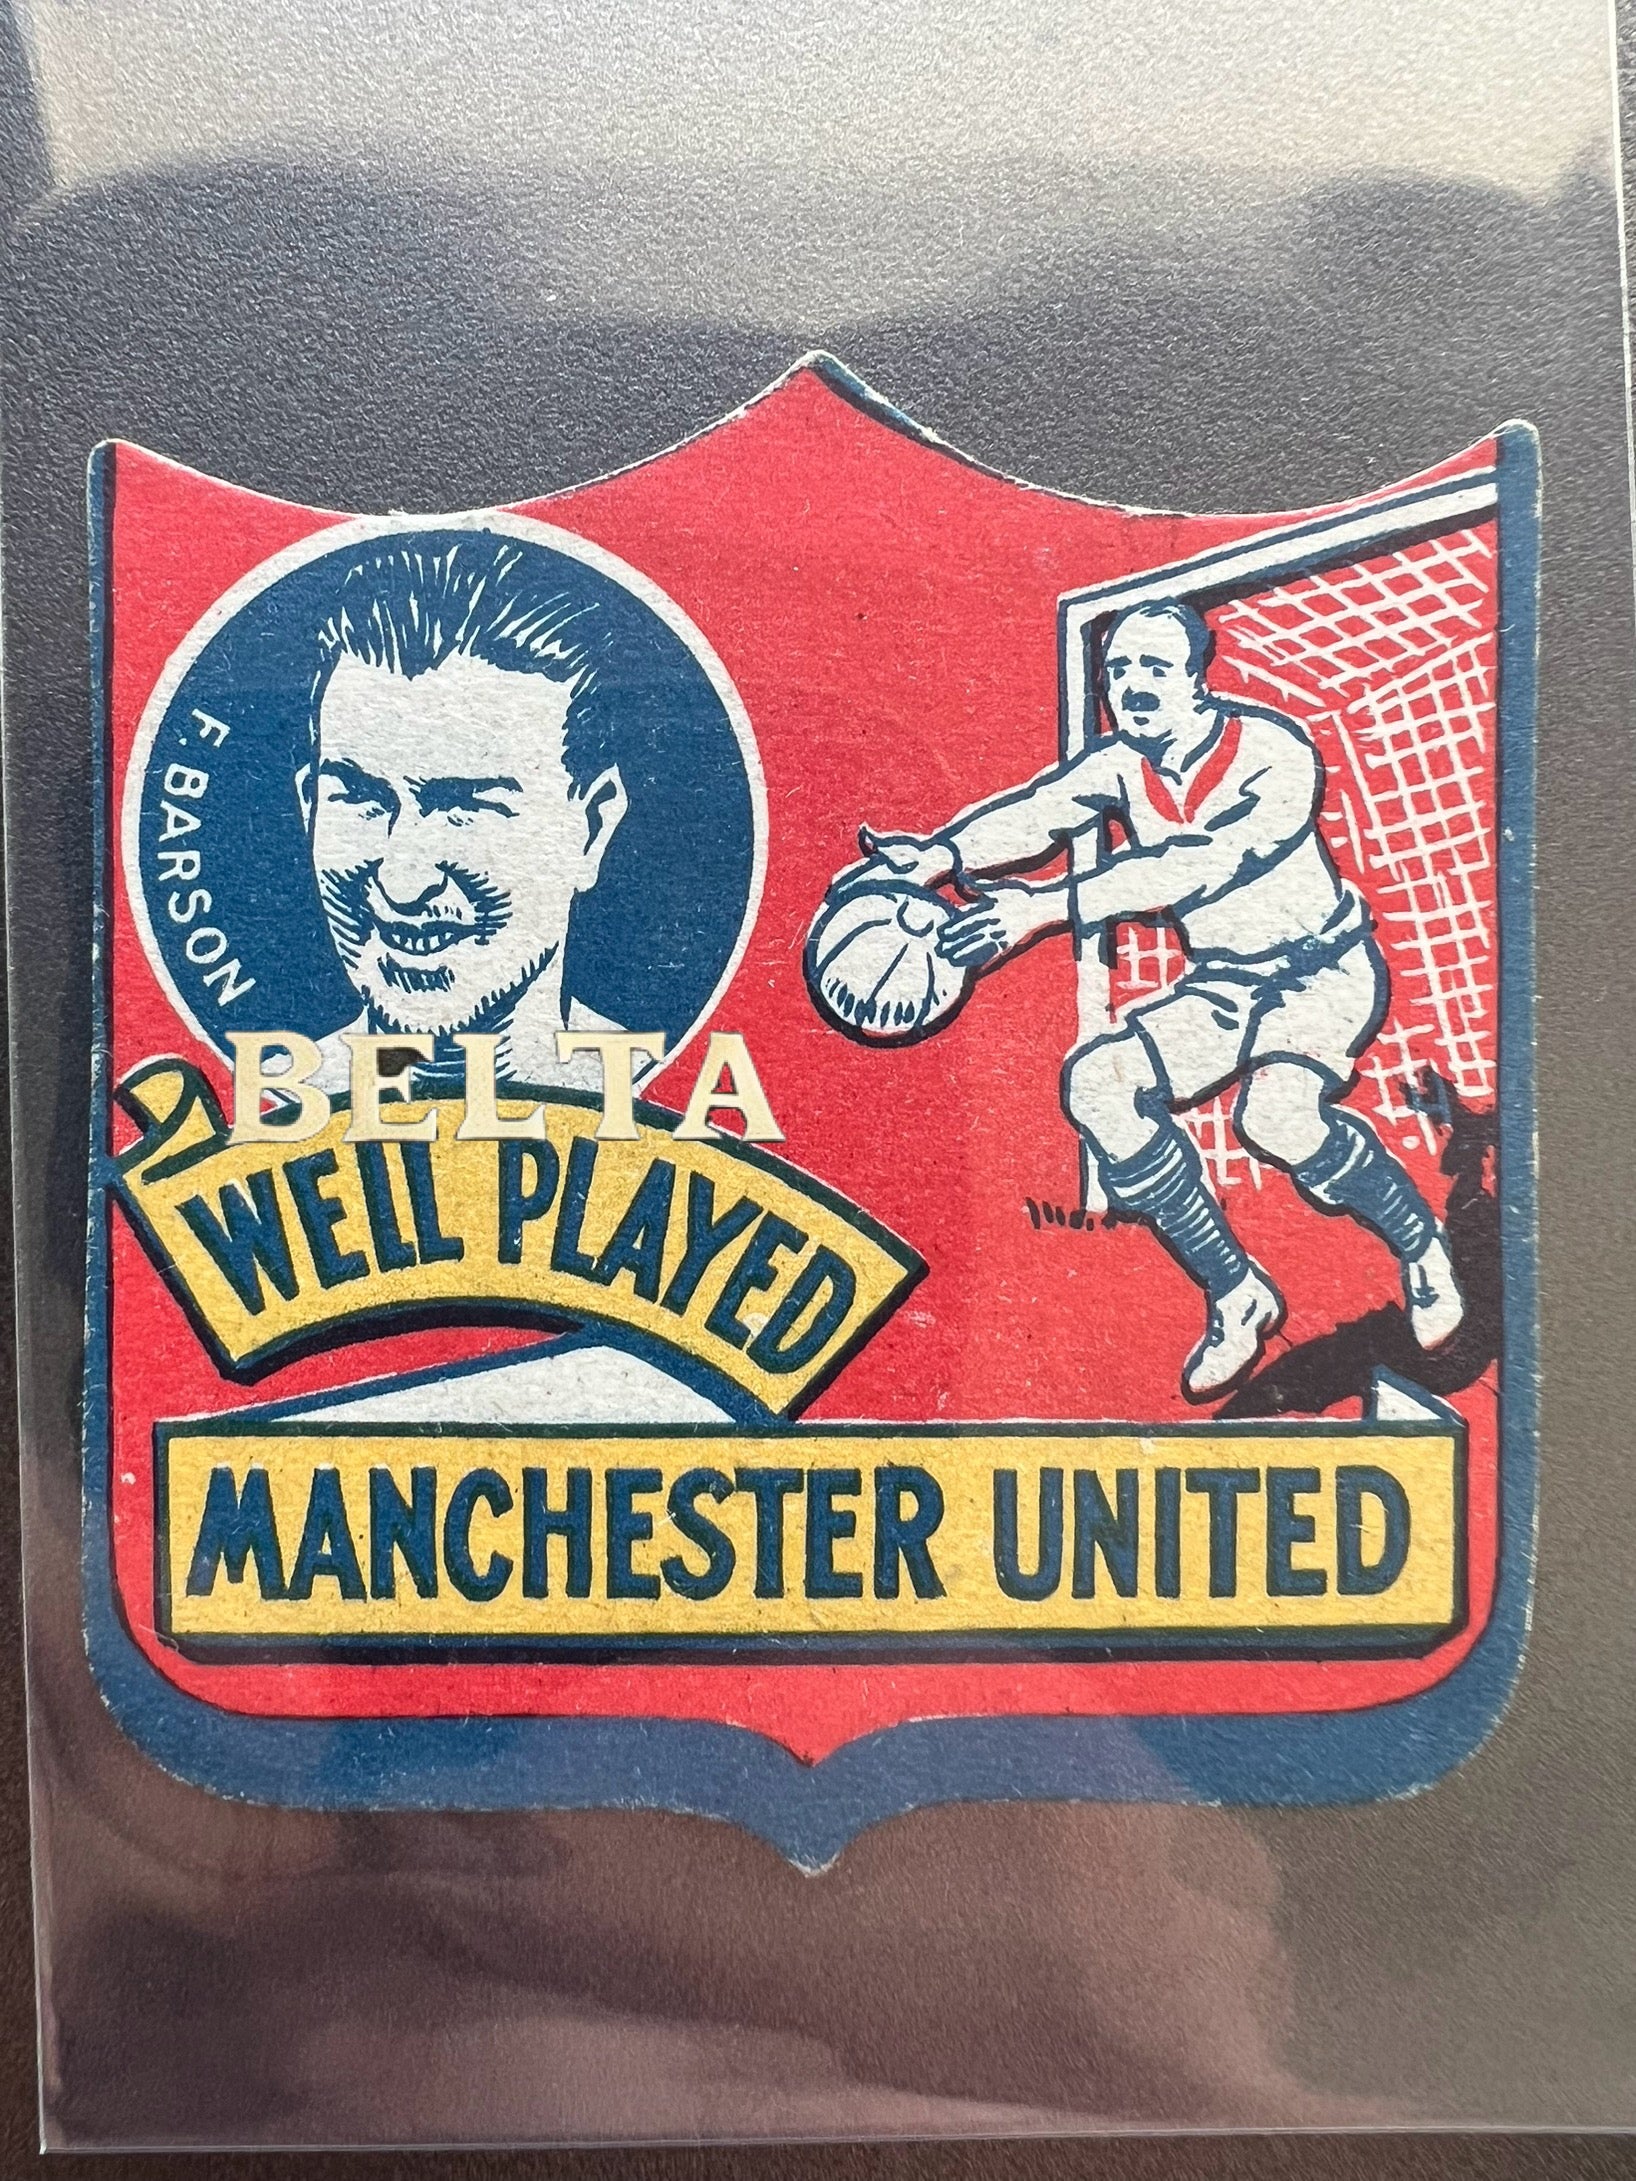 F. BARSON
BELTA
WELL PLAYED
MANCHESTER UNITED